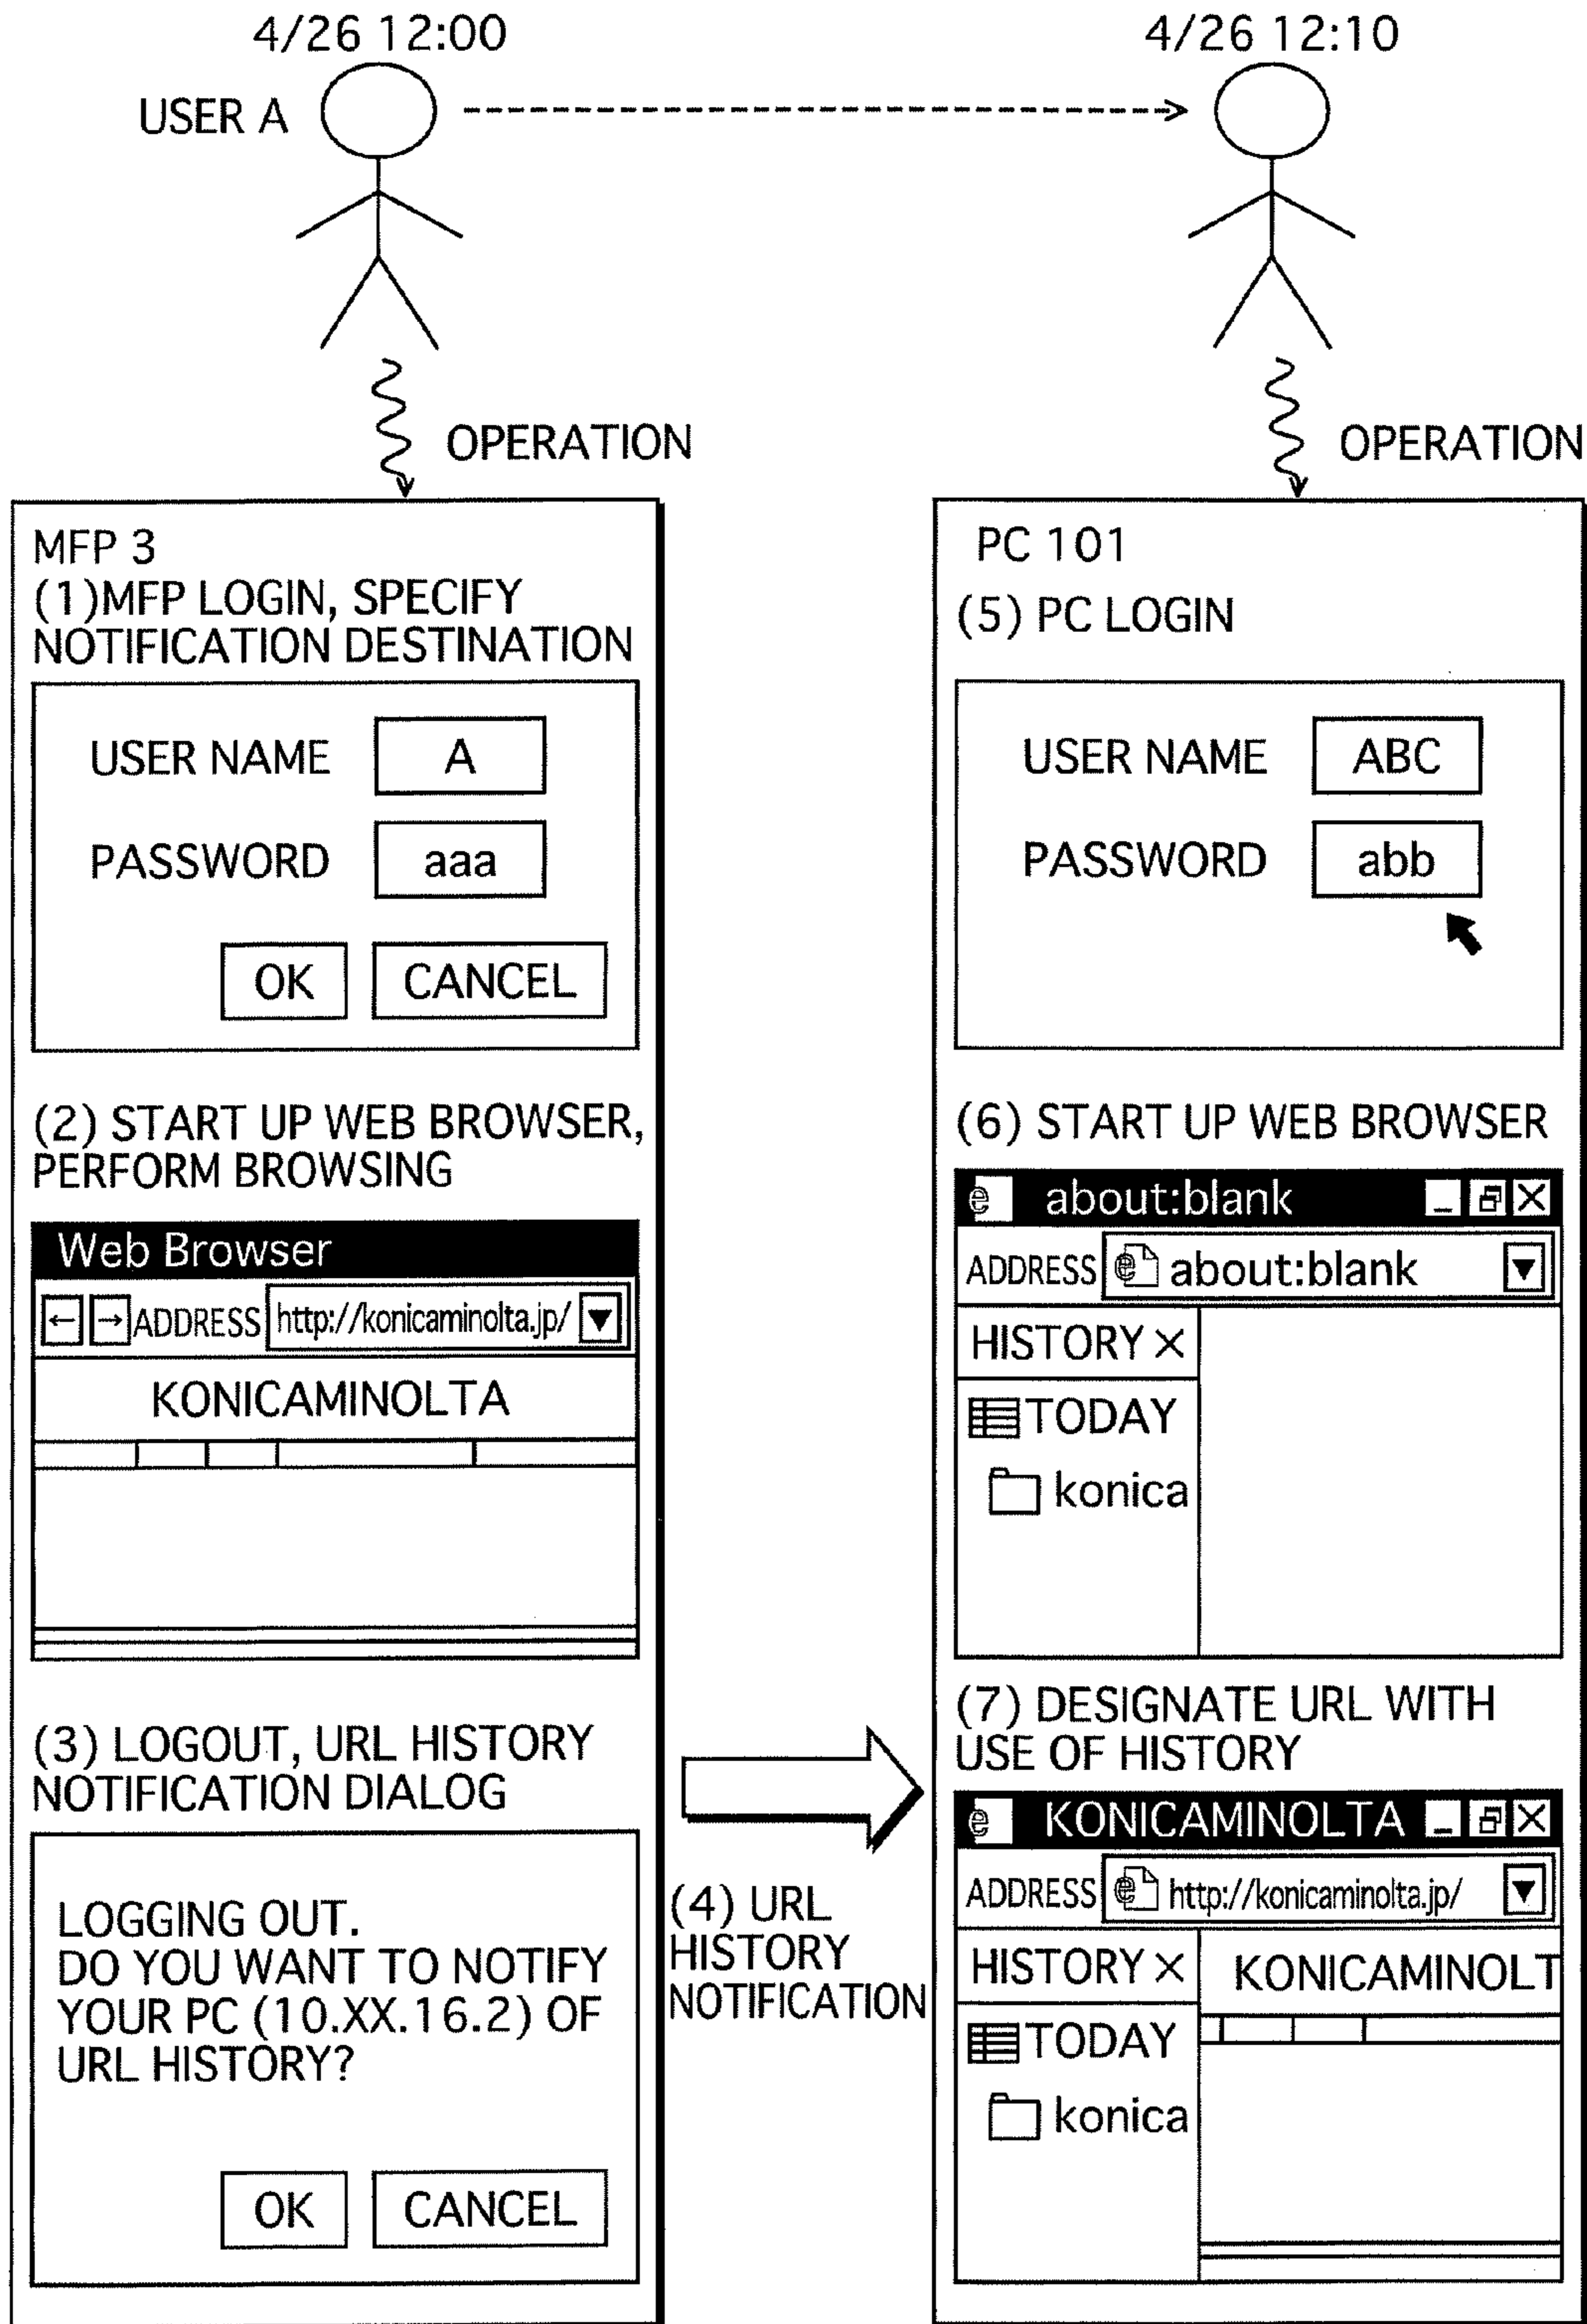 4/26 12:00
4/26 12:10
USER A
OPERATION
OPERATION
MFP 3
(1)MFP LOGIN, SPECIFY
NOTIFICATION DESTINATION
USER NAME A
PASSWORD aaa
OK CANCEL
(2) START UP WEB BROWSER,
PERFORM BROWSING
Web Browser
← → ADDRESS http://konicaminolta.jp/ ▼
KONICAMINOLTA
(3) LOGOUT, URL HISTORY
NOTIFICATION DIALOG
LOGGING OUT.
DO YOU WANT TO NOTIFY
YOUR PC (10.XX.16.2) OF
URL HISTORY?
OK CANCEL
(4) URL
HISTORY
NOTIFICATION
PC 101
(5) PC LOGIN
USER NAME ABC
PASSWORD abb
(6) START UP WEB BROWSER
e about:blank
ADDRESS e about:blank ▼
HISTORY ×
TODAY
konica
(7) DESIGNATE URL WITH
USE OF HISTORY
e KONICAMINOLTA
ADDRESS e http://konicaminolta.jp/ ▼
HISTORY × KONICAMINOLT
TODAY
konica